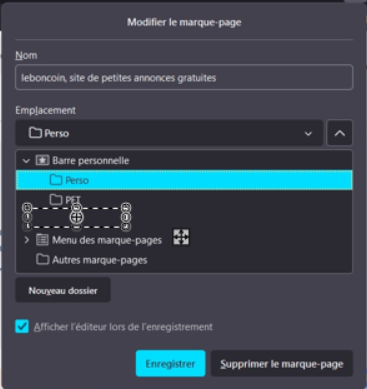 Modifier le marque-page
Nom
leboncoin, site de petites annonces gratuites
Emplacement
Perso
Barre personnelle
Perso
PET
Menu des marque-pages
Autres marque-pages
Nouveau dossier
Afficher l'éditeur lors de l'enregistrement
Enregistrer
Supprimer le marque-page